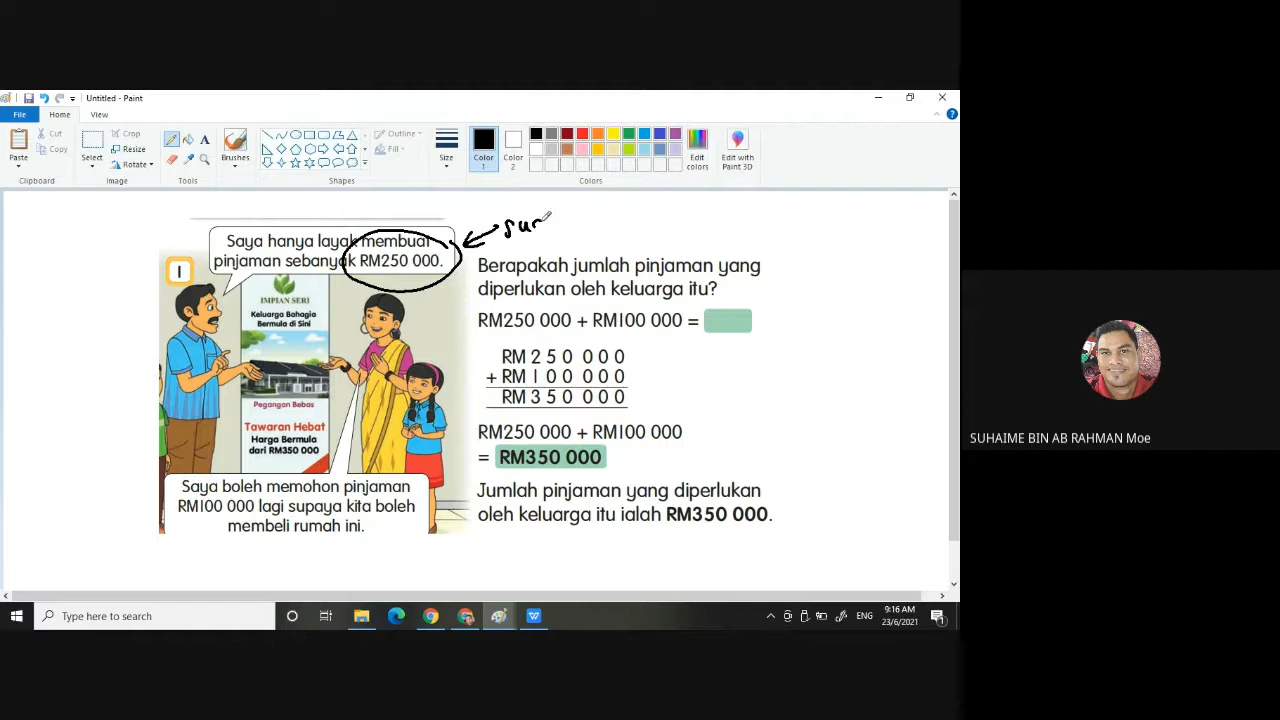 Untitled - Paint
File
Home
View
Paste
Cut
Copy
Clipboard
Select
Crop
Resize
Rotate
Image
Tools
Brushes
Shapes
Outline
Fill
Size
Color
1
Color
2
Edit
colors
Edit with
Paint 3D
Colors
sur
Saya hanya layak membuat
pinjaman sebanyak RM250 000.
1
IMPIAN SERI
Keluarga Bahagia
Bermula di Sini
Pegangan Bebas
Tawaran Hebat
Harga Bermula
dari RM350 000
Saya boleh memohon pinjaman
RM100 000 lagi supaya kita boleh
membeli rumah ini.
Berapakah jumlah pinjaman yang
diperlukan oleh keluarga itu?
RM250 000 + RM100 000 =
RM 2 5 0 0 0 0
+ RM 1 0 0 0 0 0
RM 3 5 0 0 0 0
RM250 000 + RM100 000
= RM350 000
Jumlah pinjaman yang diperlukan
oleh keluarga itu ialah RM350 000.
SUHAIME BIN AB RAHMAN Moe
Type here to search
ENG
9:16 AM
23/6/2021